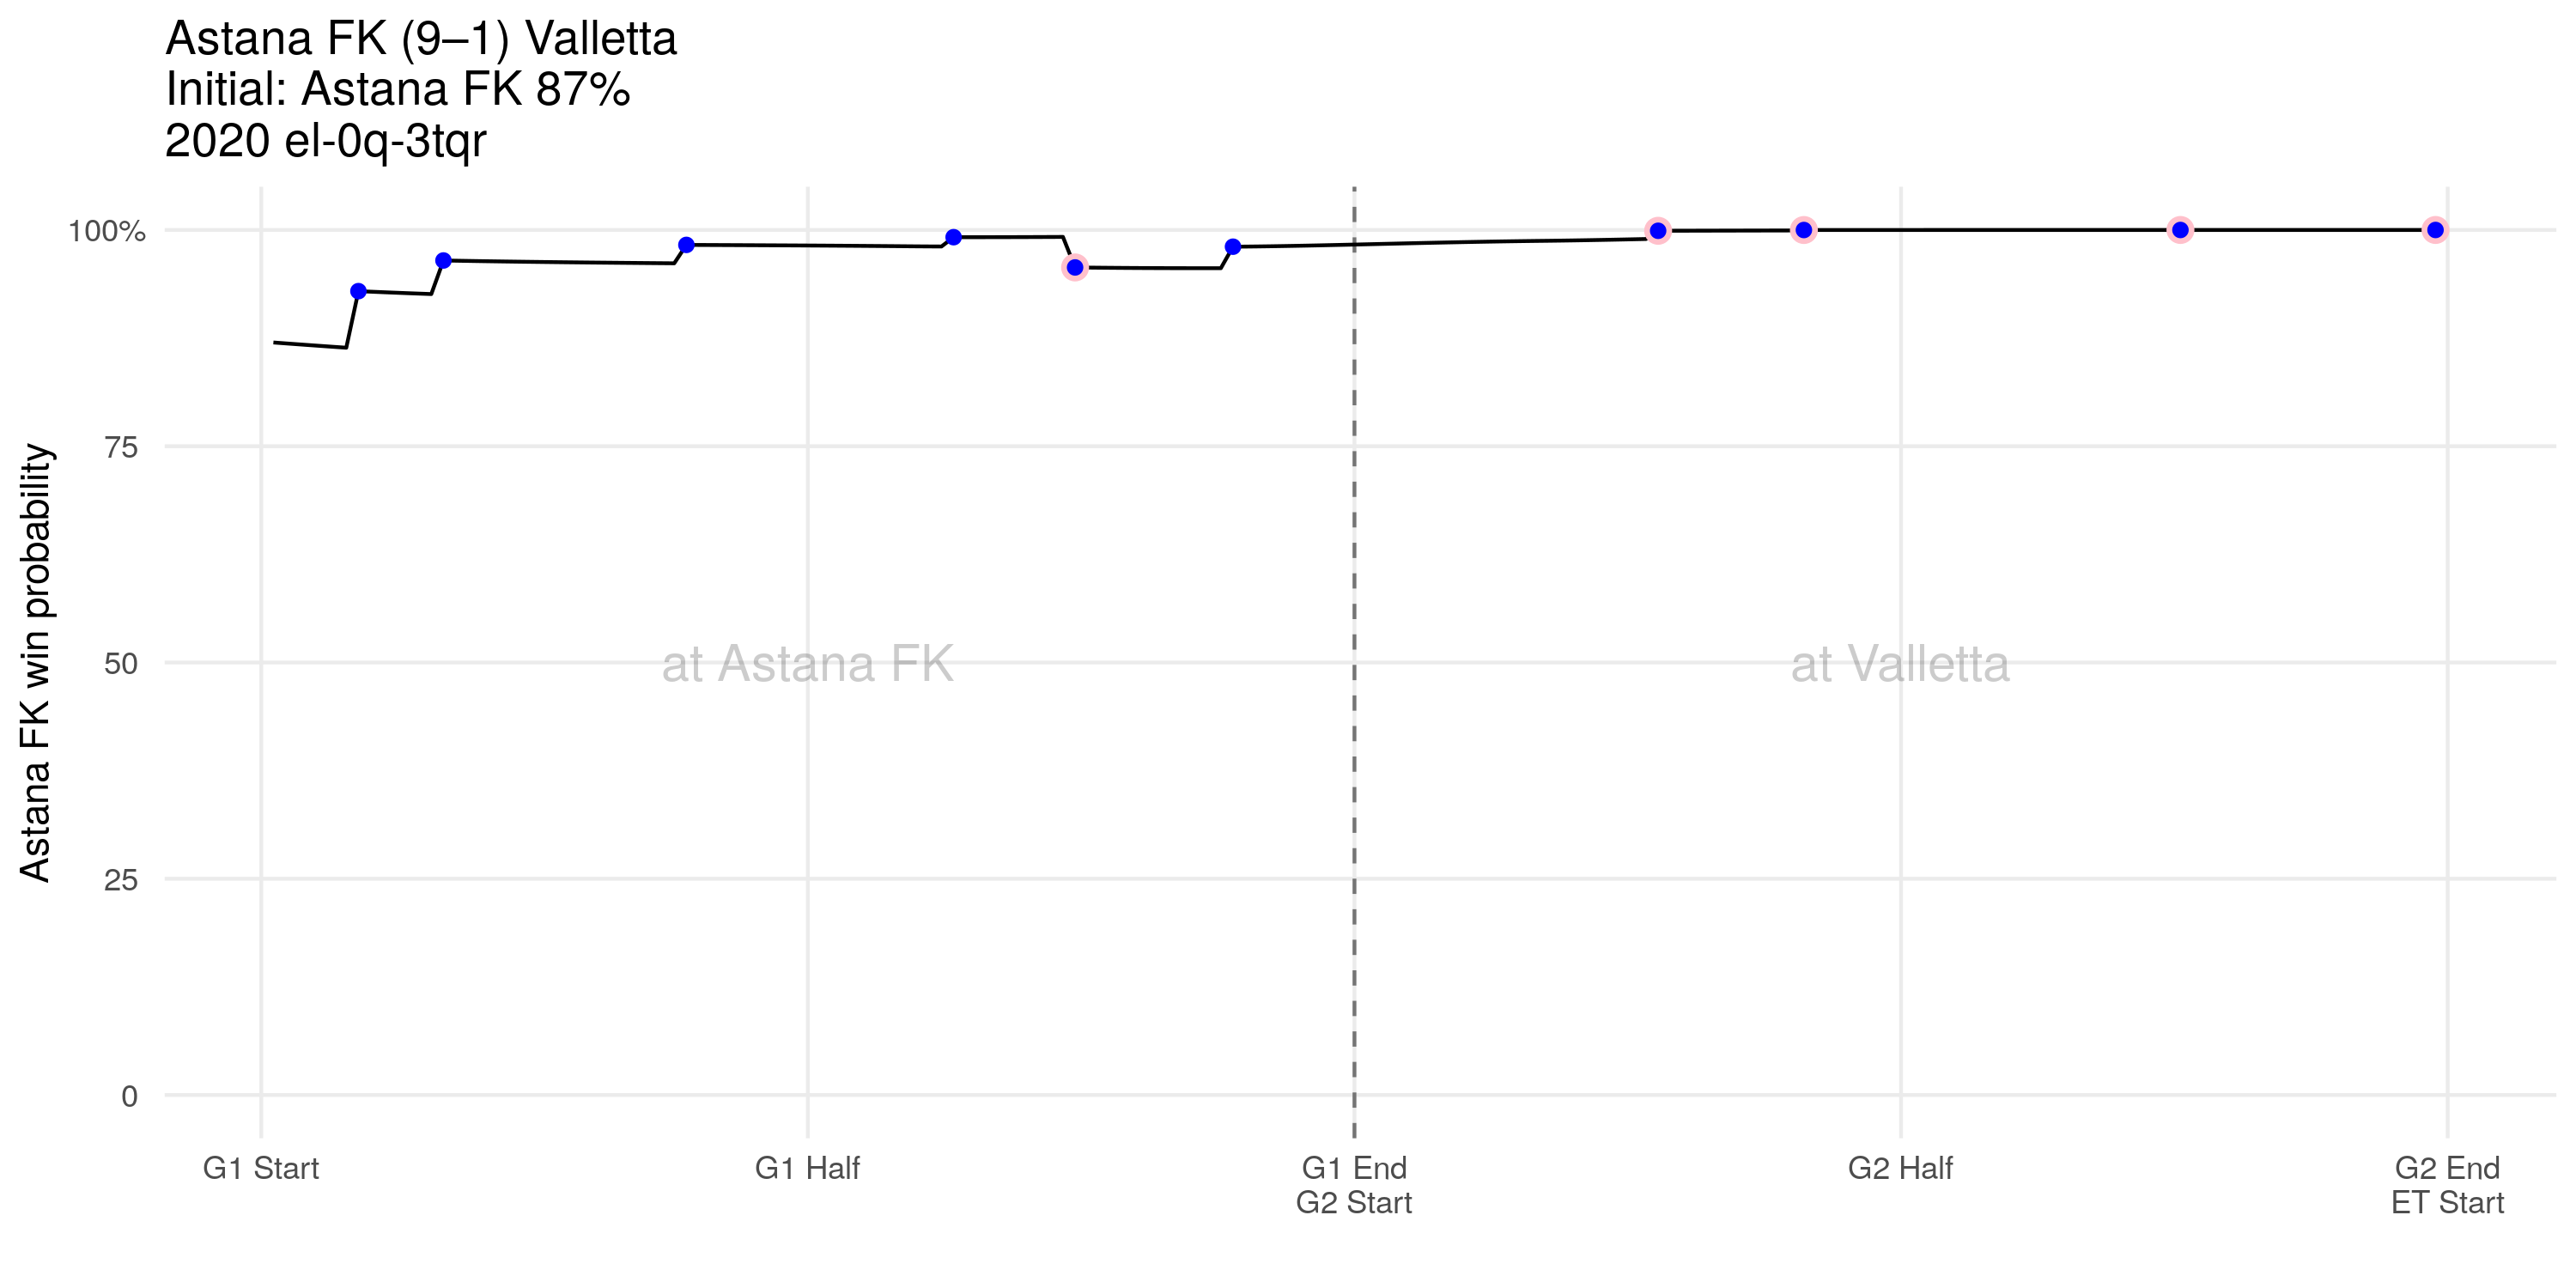 Astana FK (9–1) Valletta
Initial: Astana FK 87%
2020 el-0q-3tqr
Astana FK win probability
100%
75
50
25
0
at Astana FK
at Valletta
G1 Start
G1 Half
G1 End
G2 Start
G2 Half
G2 End
ET Start